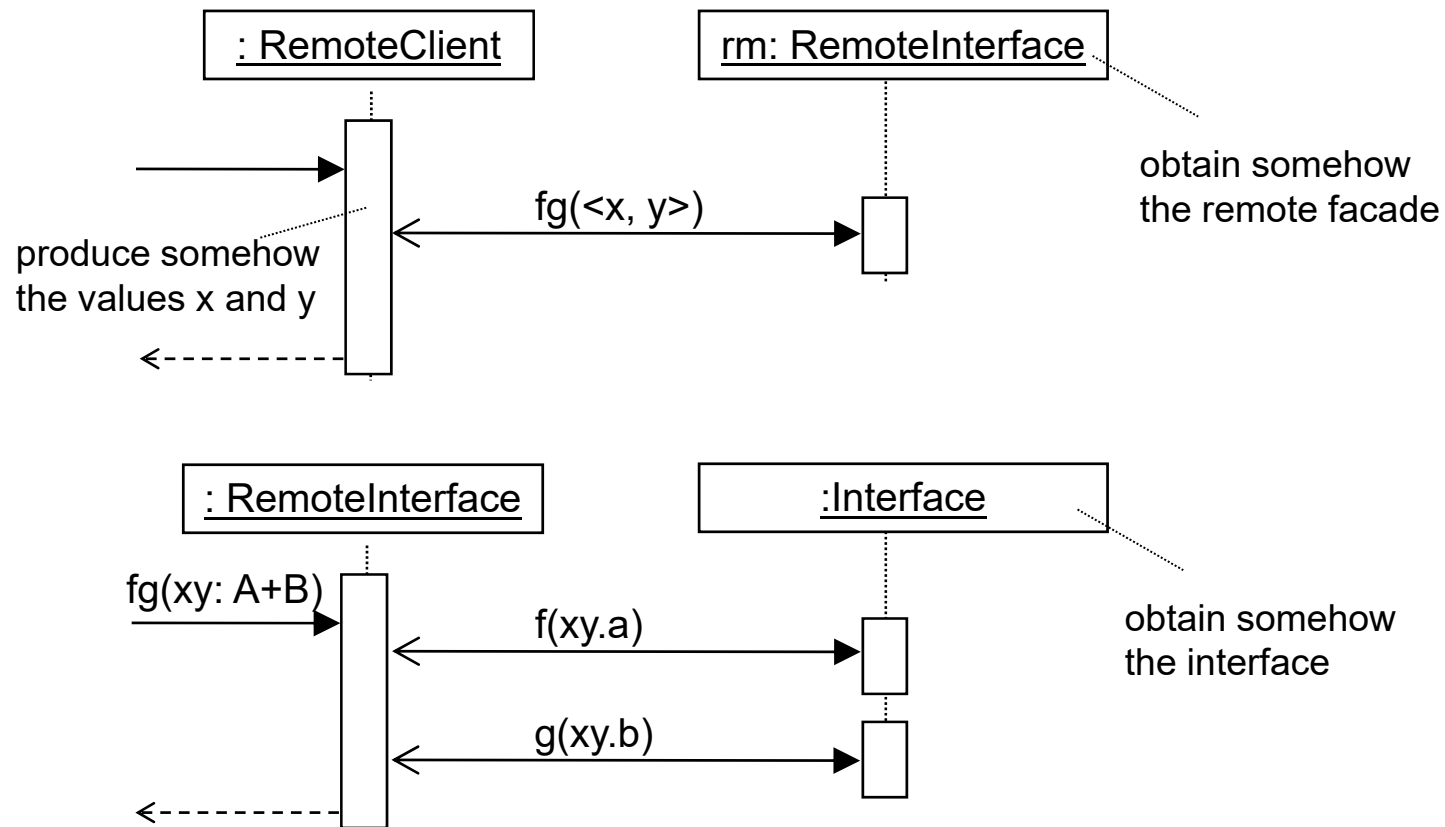 : RemoteClient
rm: RemoteInterface
obtain somehow
the remote facade
fg(<x, y>)
produce somehow
the values x and y
: RemoteInterface
:Interface
fg(xy: A+B)
f(xy.a)
obtain somehow
the interface
g(xy.b)